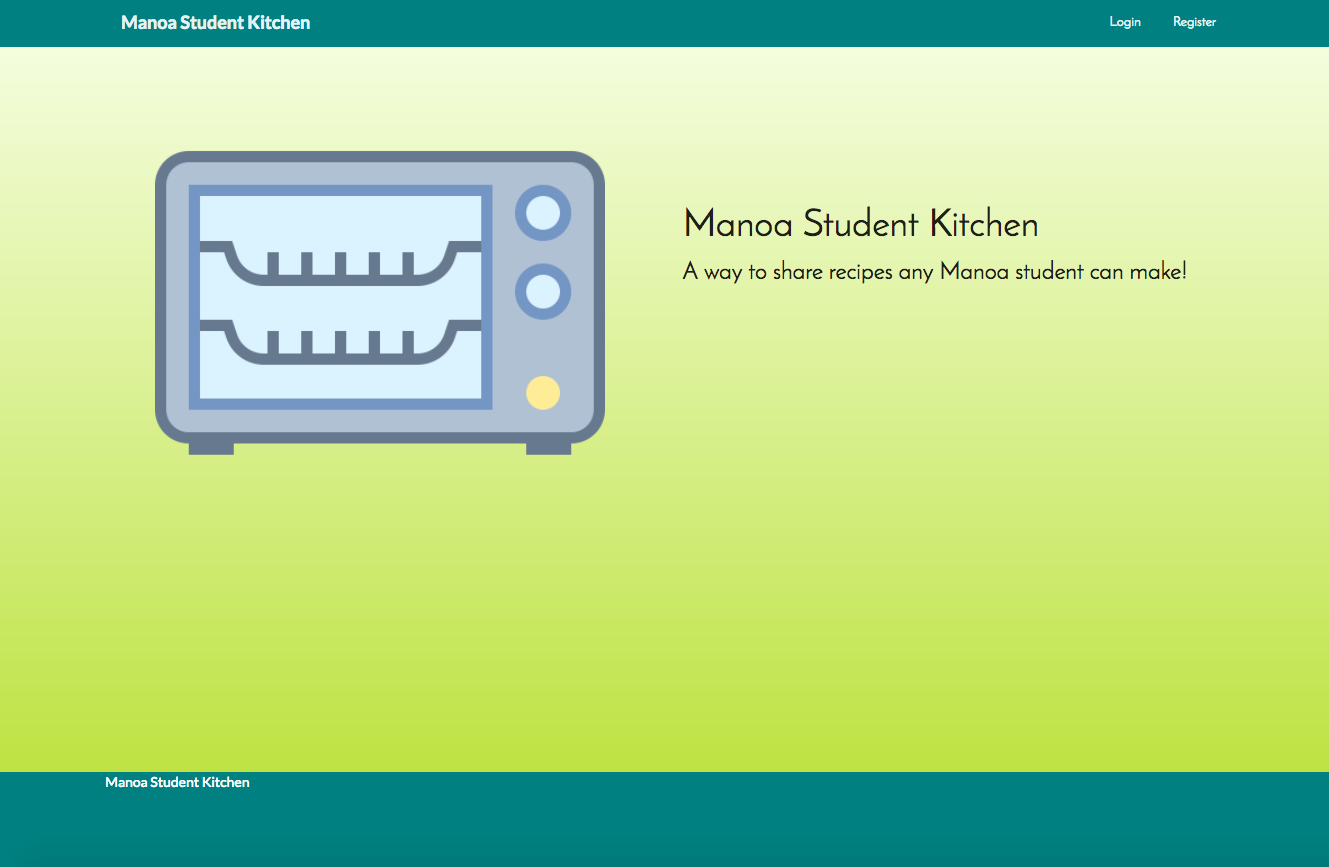 Manoa Student Kitchen
Login Register
Manoa Student Kitchen
A way to share recipes any Manoa student can make!
Manoa Student Kitchen